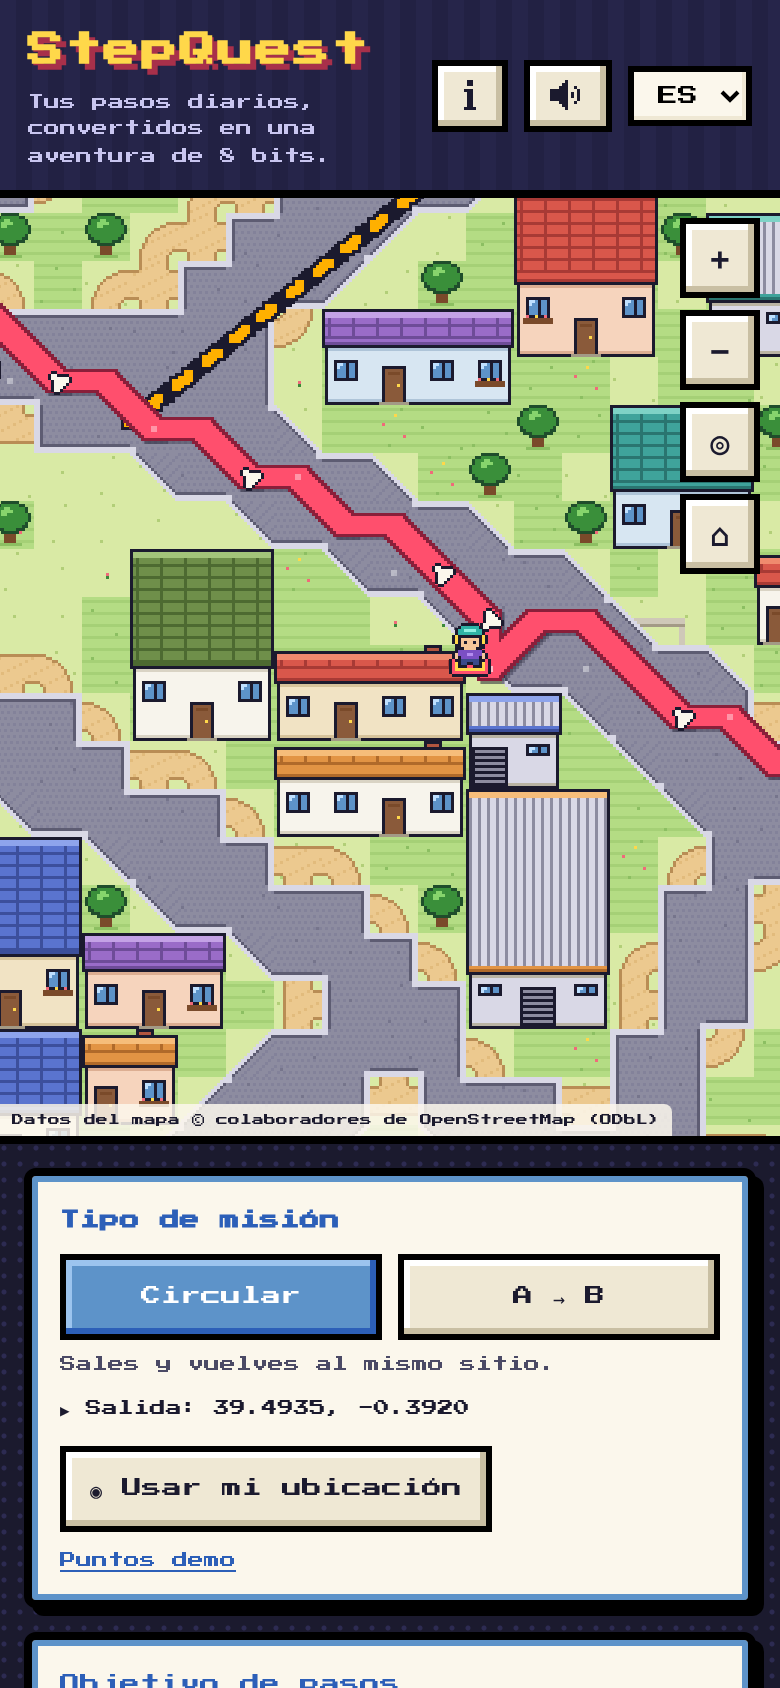 StepQuest
Tus pasos diarios,
convertidos en una
aventura de 8 bits.
i
ES
+
−
Datos del mapa © colaboradores de OpenStreetMap (ODbL)
Tipo de misión
Circular
A → B
Sales y vuelves al mismo sitio.
▸ Salida: 39.4935, -0.3920
◉ Usar mi ubicación
Puntos demo
Objetivo de pasos